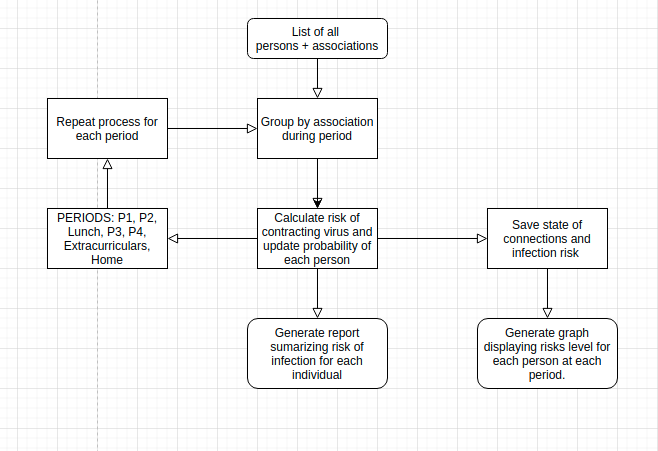 List of all
persons + associations
Repeat process for
each period
Group by association
during period
PERIODS: P1, P2,
Lunch, P3, P4,
Extracurriculars,
Home
Calculate risk of
contracting virus and
update probability of
each person
Save state of
connections and
infection risk
Generate report
sumarizing risk of
infection for each
individual
Generate graph
displaying risks level for
each person at each
period.